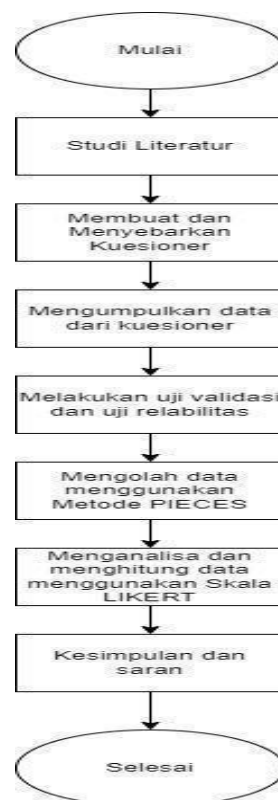 Mulai
Studi Literatur
Membuat dan
Menyebarkan
Kuesioner
Mengumpulkan data
dari kuesioner
Melakukan uji validasi
dan uji relabilitas
Mengolah data
menggunakan
Metode PIECES
Menganalisa dan
menghitung data
menggunakan Skala
LIKERT
Kesimpulan dan
saran
Selesai